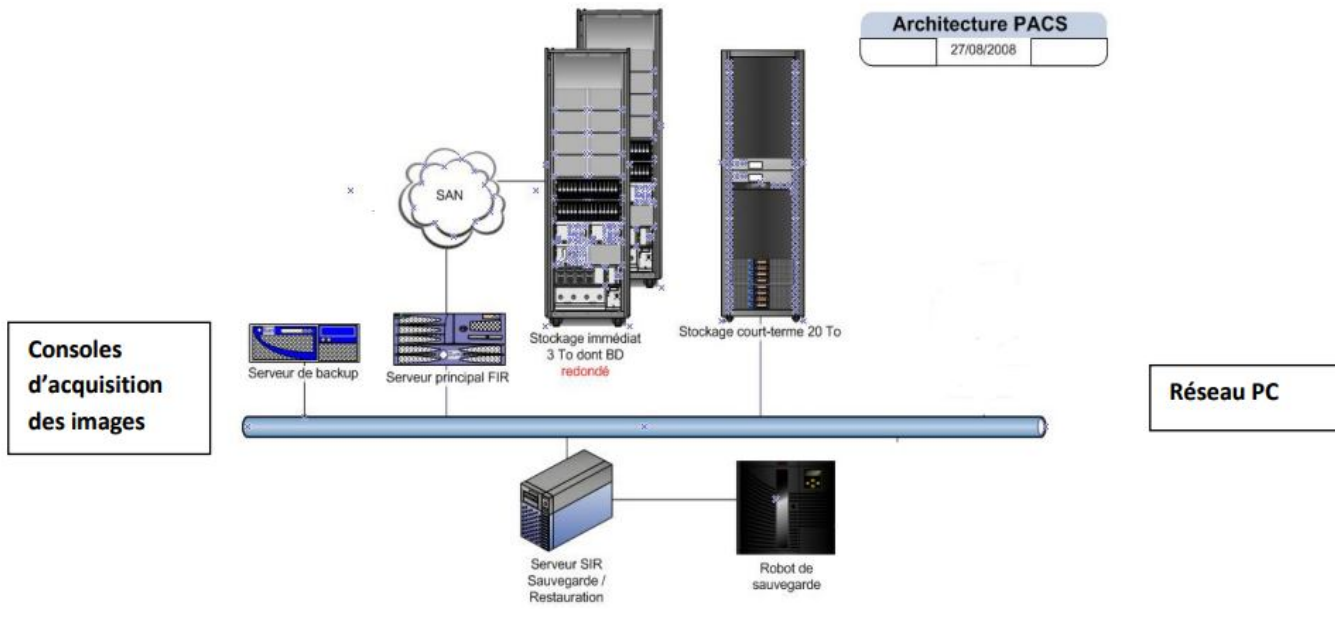 Architecture PACS
27/08/2008
SAN
Stockage immédiat
3 To dont BD
redondé
Stockage court-terme 20 To
Serveur de backup
Serveur principal FIR
Consoles
d'acquisition
des images
Réseau PC
Serveur SIR
Sauvegarde /
Restauration
Robot de
sauvegarde